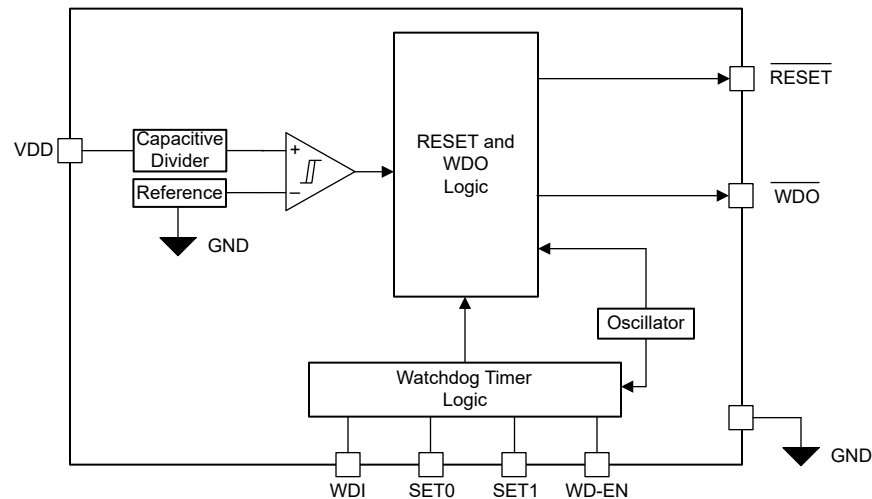 RESET
RESET and
WDO
Logic
VDD
Capacitive
Divider
+
Reference
−
WDO
GND
Oscillator
Watchdog Timer
Logic
GND
WDI
SET0
SET1
WD-EN